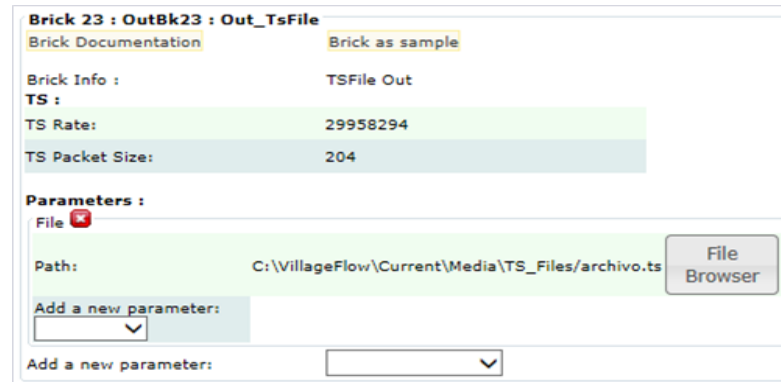 Brick 23 : OutBk23 : Out_TsFile
Brick Documentation Brick as sample
Brick Info : TSFile Out
TS :
TS Rate: 29958294
TS Packet Size: 204
Parameters :
File
Path: C:\VillageFlow\Current\Media\TS_Files/archivo.ts File Browser
Add a new parameter:
Add a new parameter: